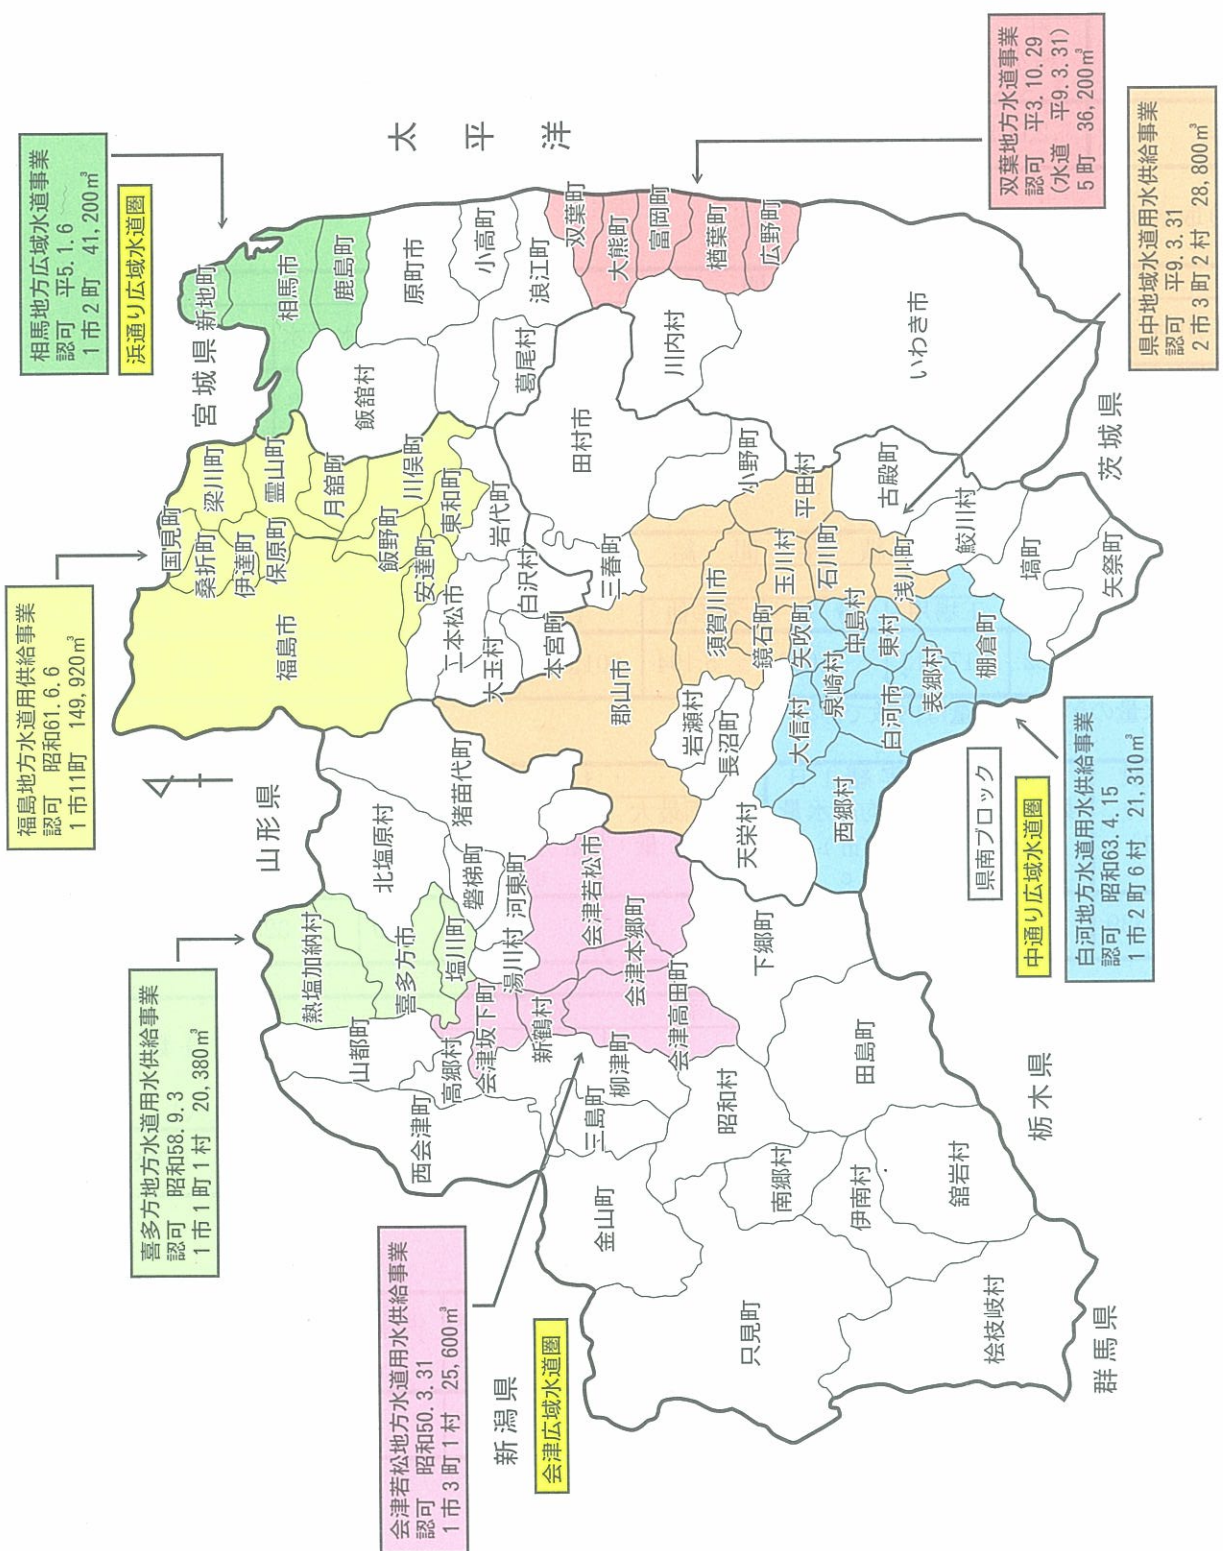 相馬地方広域水道事業
認可 平5.1.6
1市2町 41,200㎥
浜通り広域水道圏
双葉地方水道事業
認可 平3.10.29
(水道 平9.3.31)
5町 36,200㎥
県中地域水道用水供給事業
認可 平9.3.31
2市3町2村 28,800㎥
福島地方水道用供給事業
認可 昭和61.6.6
1市11町 149,920㎥
喜多方地方水道用水供給事業
認可 昭和58.9.3
1市1町1村 20,380㎥
会津若松地方水道用水供給事業
認可 昭和50.3.31
1市3町1村 25,600㎥
会津広域水道圏
県南ブロック
中通り広域水道圏
白河地方水道用水供給事業
認可 昭和63.4.15
1市2町6村 21,310㎥
太平洋
宮城県
山形県
新潟県
群馬県
栃木県
茨城県
新地町
相馬市
鹿島町
原町市
小高町
浪江町
双葉町
大熊町
富岡町
楢葉町
広野町
飯舘村
葛尾村
川内村
いわき市
国見町
梁川町
桑折町
伊達町
保原町
霊山町
月舘町
川俣町
飯野町
福島市
安達町
東和町
二本松市
岩代町
大玉村
白沢村
本宮町
三春町
田村市
小野町
郡山市
須賀川市
鏡石町
玉川村
平田村
石川町
浅川町
古殿町
鮫川村
塙町
矢祭町
棚倉町
岩瀬村
長沼町
天栄村
大信村
矢吹町
泉崎村
中島村
東村
白河市
表郷村
西郷村
猪苗代町
北塩原村
磐梯町
熱塩加納村
喜多方市
塩川町
山都町
高郷村
西会津町
湯川村
河東町
会津若松市
会津坂下町
新鶴村
会津本郷町
会津高田町
柳津町
三島町
昭和村
下郷町
田島町
金山町
只見町
南郷村
伊南村
舘岩村
桧枝岐村